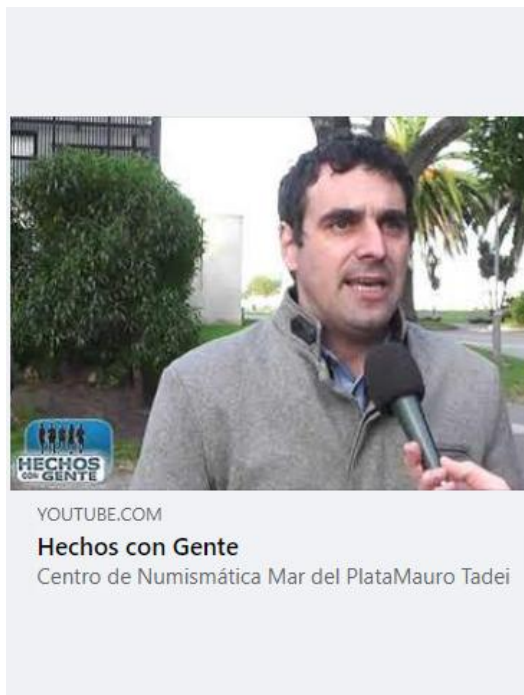 HECHOS
CON GENTE
YOUTUBE.COM
Hechos con Gente
Centro de Numismática Mar del PlataMauro Tadei